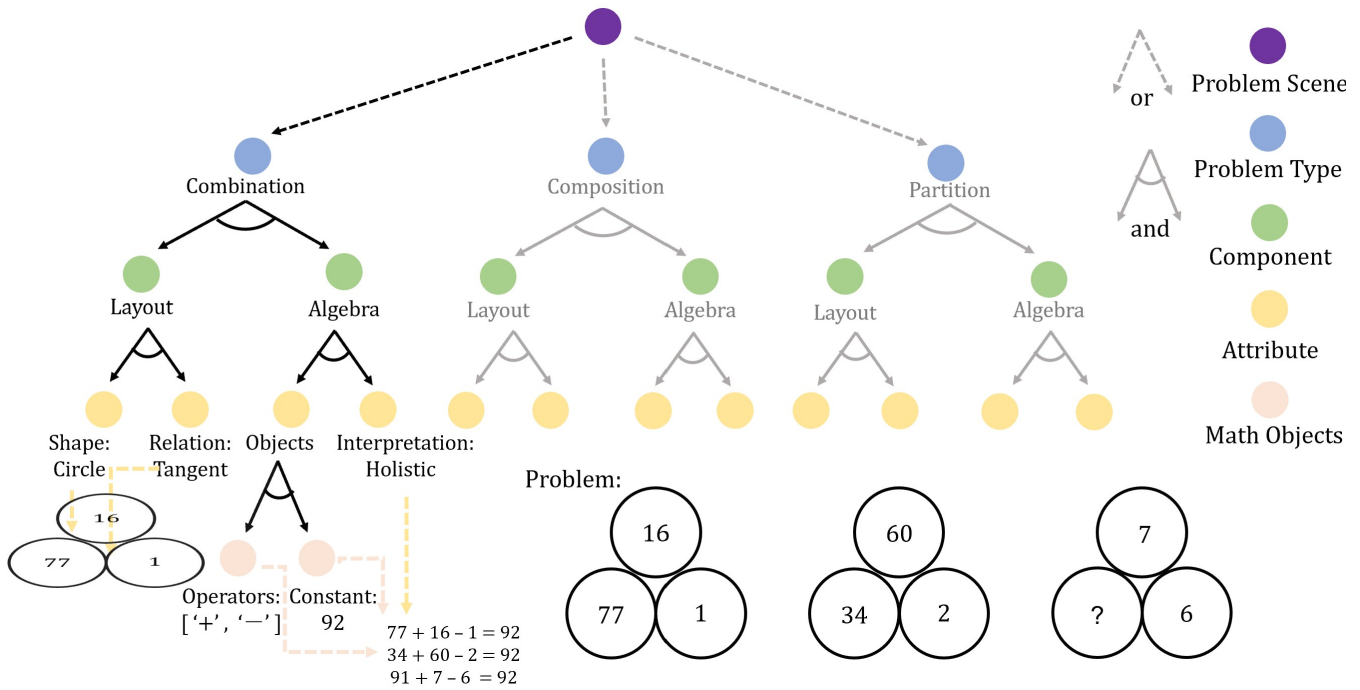 or
Problem Scene
Problem Type
and
Component
Attribute
Math Objects
Combination
Composition
Partition
Layout
Algebra
Layout
Algebra
Layout
Algebra
Shape:
Circle
Relation:
Tangent
Objects
Interpretation:
Holistic
16
77
1
Operators:
[ ‘+’, ‘—’ ]
Constant:
92
77 + 16 – 1 = 92
34 + 60 – 2 = 92
91 + 7 – 6 = 92
Problem:
16
77
1
60
34
2
7
?
6